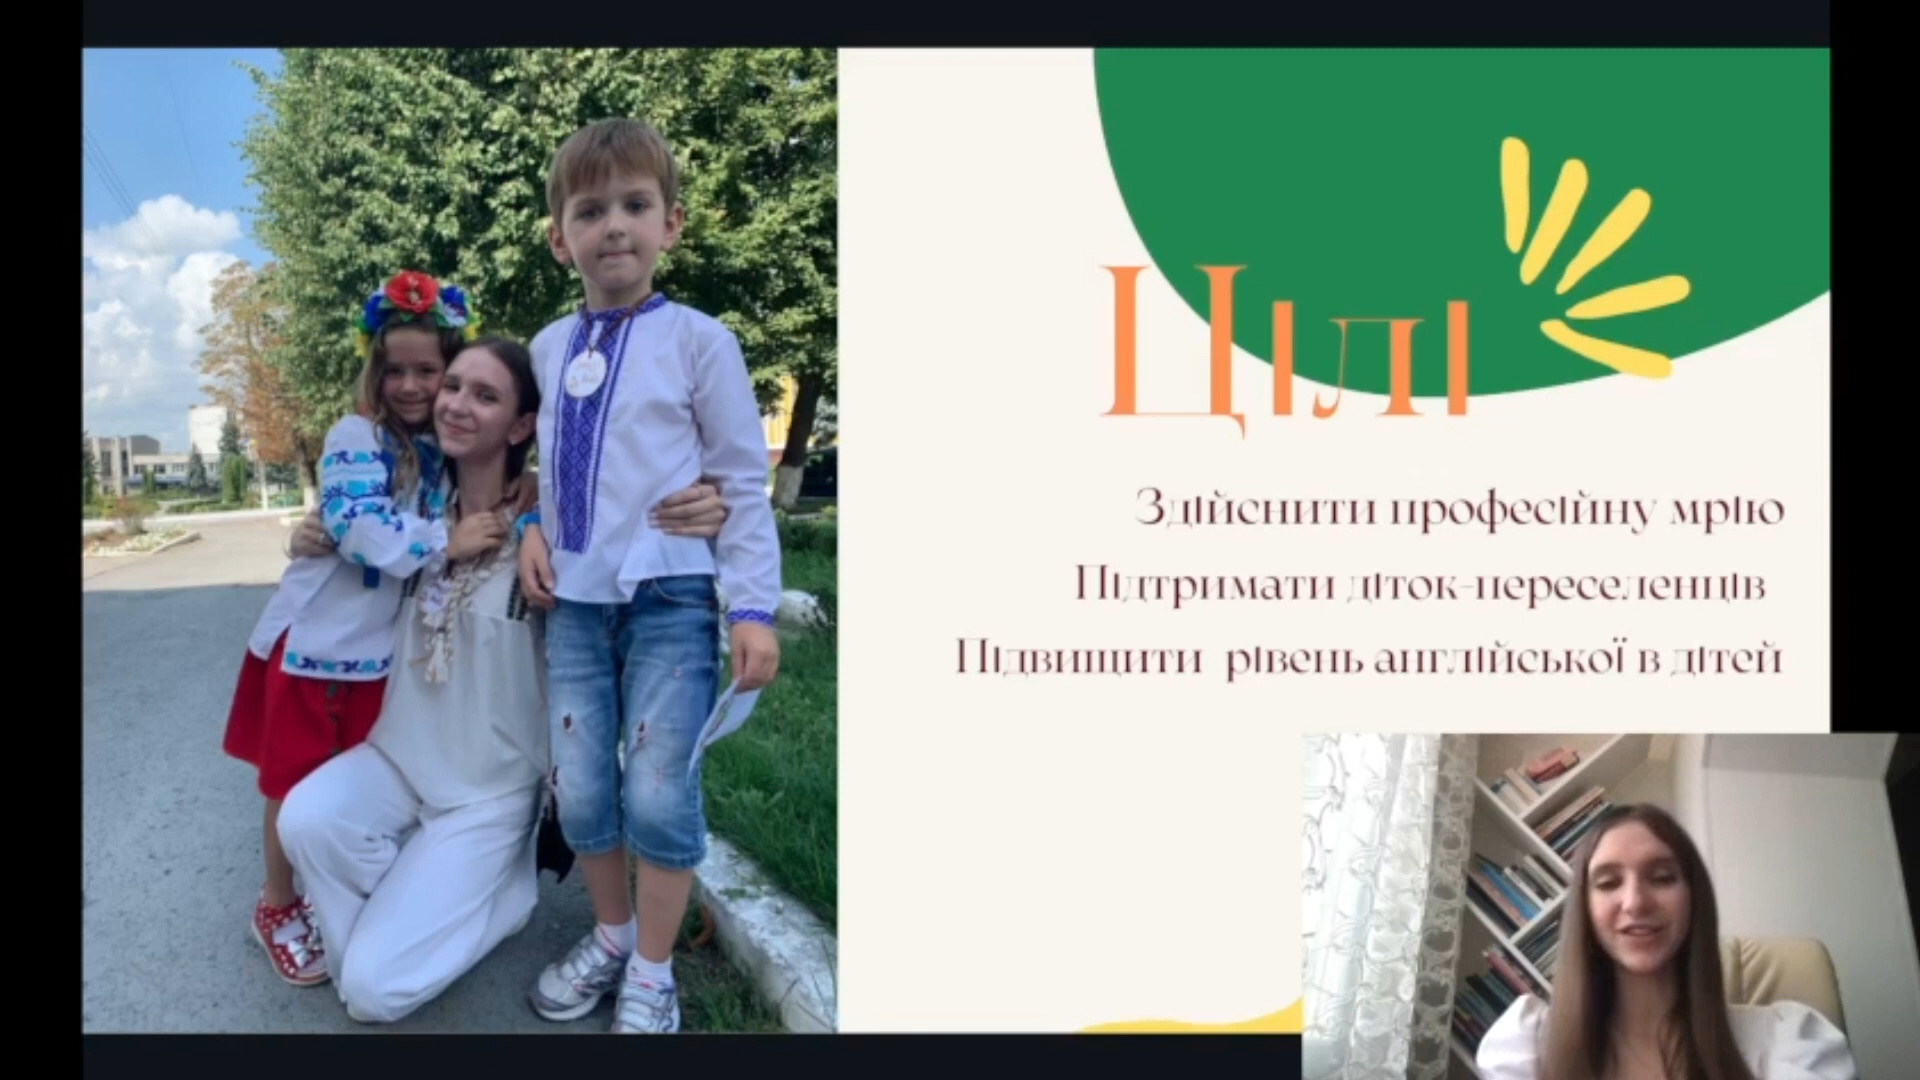 Цілі
Здійснити професійну мрію
Підтримати діток-переселенців
Підвищити рівень англійської в дітей